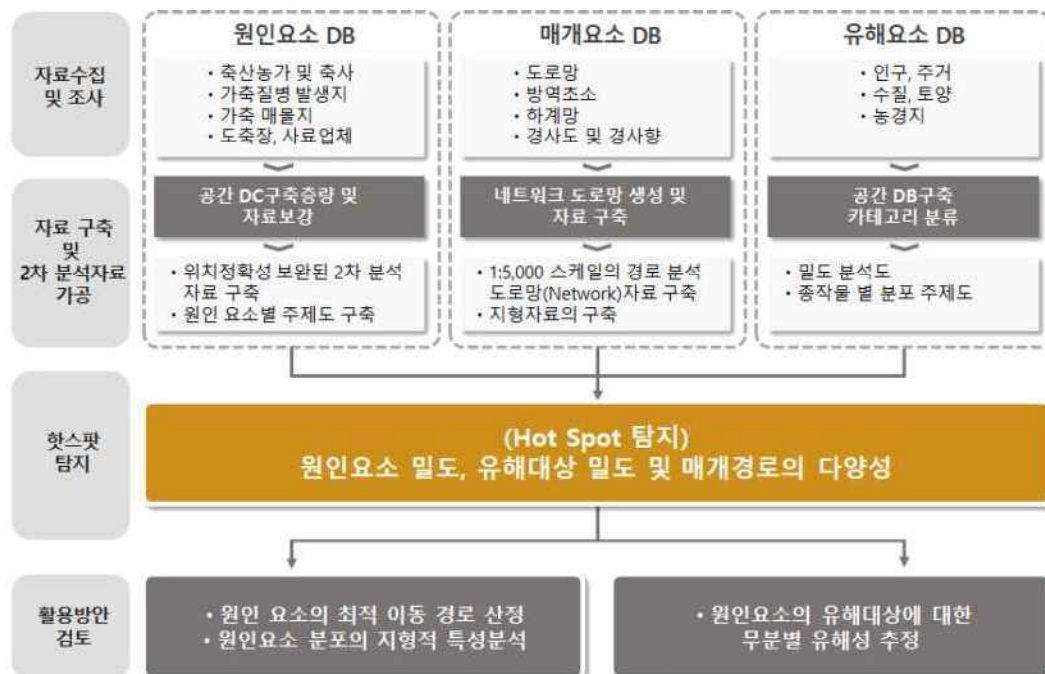 자료수집
및 조사
원인요소 DB
• 축산농가 및 축사
• 가축질병 발생지
• 가축 매몰지
• 도축장, 사료업체
매개요소 DB
• 도로망
• 방역초소
• 하계망
• 경사도 및 경사향
유해요소 DB
• 인구, 주거
• 수질, 토양
• 농경지
자료 구축
및
2차 분석자료
가공
공간 DC구축층량 및
자료보강
• 위치정확성 보완된 2차 분석
자료 구축
• 원인 요소별 주제도 구축
네트워크 도로망 생성 및
자료 구축
• 1:5,000 스케일의 경로 분석
도로망(Network)자료 구축
• 지형자료의 구축
공간 DB구축
카테고리 분류
• 밀도 분석도
• 종작물 별 분포 주제도
핫스팟
탐지
(Hot Spot 탐지)
원인요소 밀도, 유해대상 밀도 및 매개경로의 다양성
활용방안
검토
• 원인 요소의 최적 이동 경로 산정
• 원인요소 분포의 지형적 특성분석
• 원인요소의 유해대상에 대한
무분별 유해성 추정